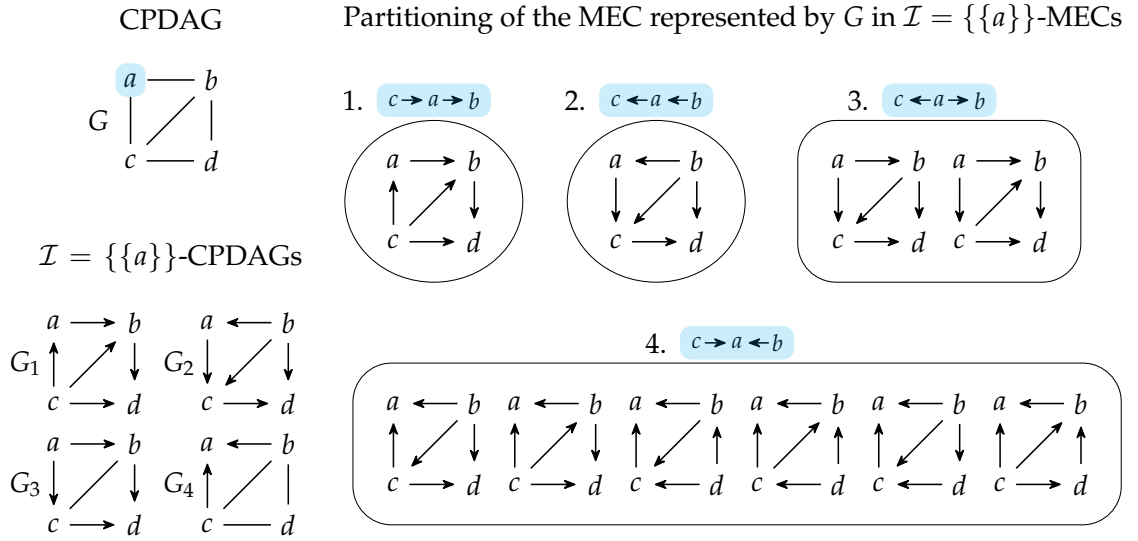 CPDAG
Partitioning of the MEC represented by G in ℐ = {{a}}-MECs
a b
G
c d
1. c → a → b
2. c ← a ← b
3. c ← a → b
a b
c d
a b
c d
a b a b
c d c d
ℐ = {{a}}-CPDAGs
a b a b
G₁ G₂
c d c d
a b a b
G₃ G₄
c d c d
4. c → a ← b
a b a b a b a b a b a b
c d c d c d c d c d c d